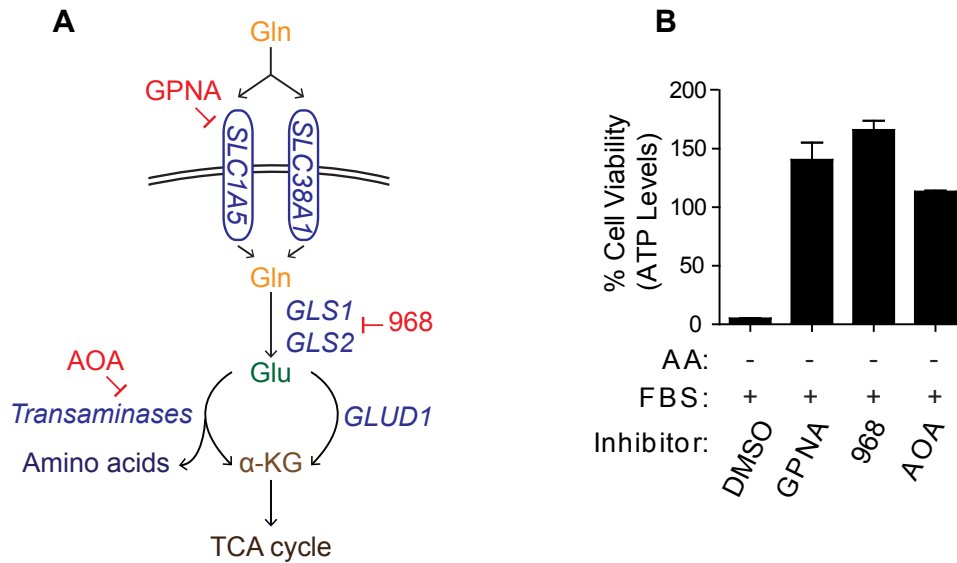 A
Gln
GPNA
SLC1A5
SLC38A1
Gln
GLS1
GLS2
968
Glu
AOA
Transaminases
GLUD1
Amino acids
α-KG
TCA cycle
B
% Cell Viability
(ATP Levels)
200
150
100
50
0
AA: - - - -
FBS: + + + +
Inhibitor: DMSO GPNA 968 AOA